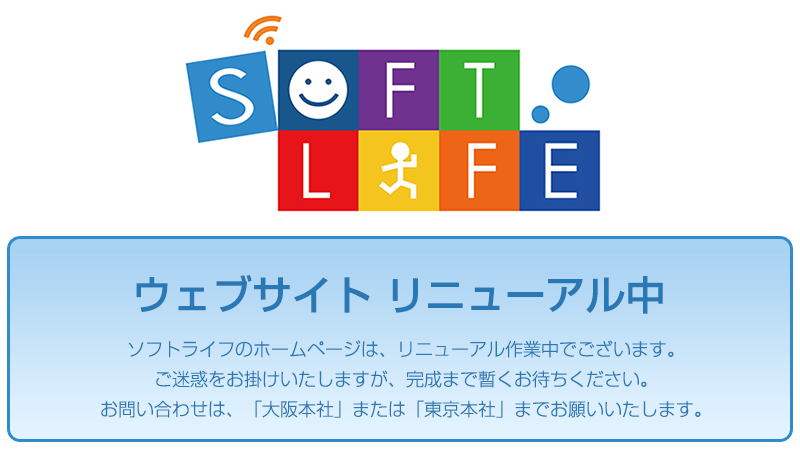 SOFT
LIFE
ウェブサイト リニューアル中
ソフトライフのホームページは、リニューアル作業中でございます。
ご迷惑をお掛けいたしますが、完成まで暫くお待ちください。
お問い合わせは、「大阪本社」または「東京本社」までお願いいたします。